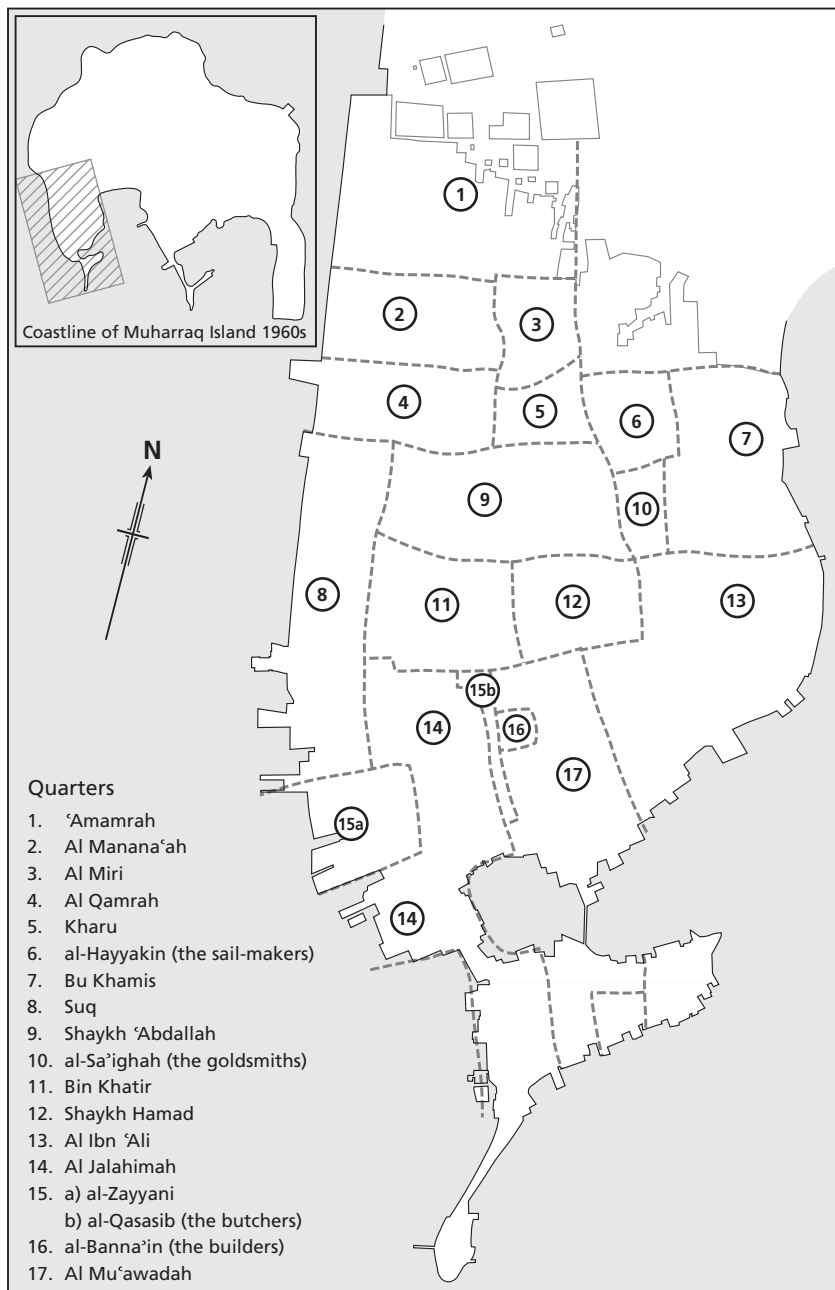 Coastline of Muharraq Island 1960s
N
1
2
3
4
5
6
7
8
9
10
11
12
13
14
15b
16
17
15a
14
Quarters
1. ʿAmamrah
2. Al Mananaʿah
3. Al Miri
4. Al Qamrah
5. Kharu
6. al-Hayyakin (the sail-makers)
7. Bu Khamis
8. Suq
9. Shaykh ʿAbdallah
10. al-Saʾighah (the goldsmiths)
11. Bin Khatir
12. Shaykh Hamad
13. Al Ibn ʿAli
14. Al Jalahimah
15. a) al-Zayyani
b) al-Qasasib (the butchers)
16. al-Bannaʾin (the builders)
17. Al Muʿawadah